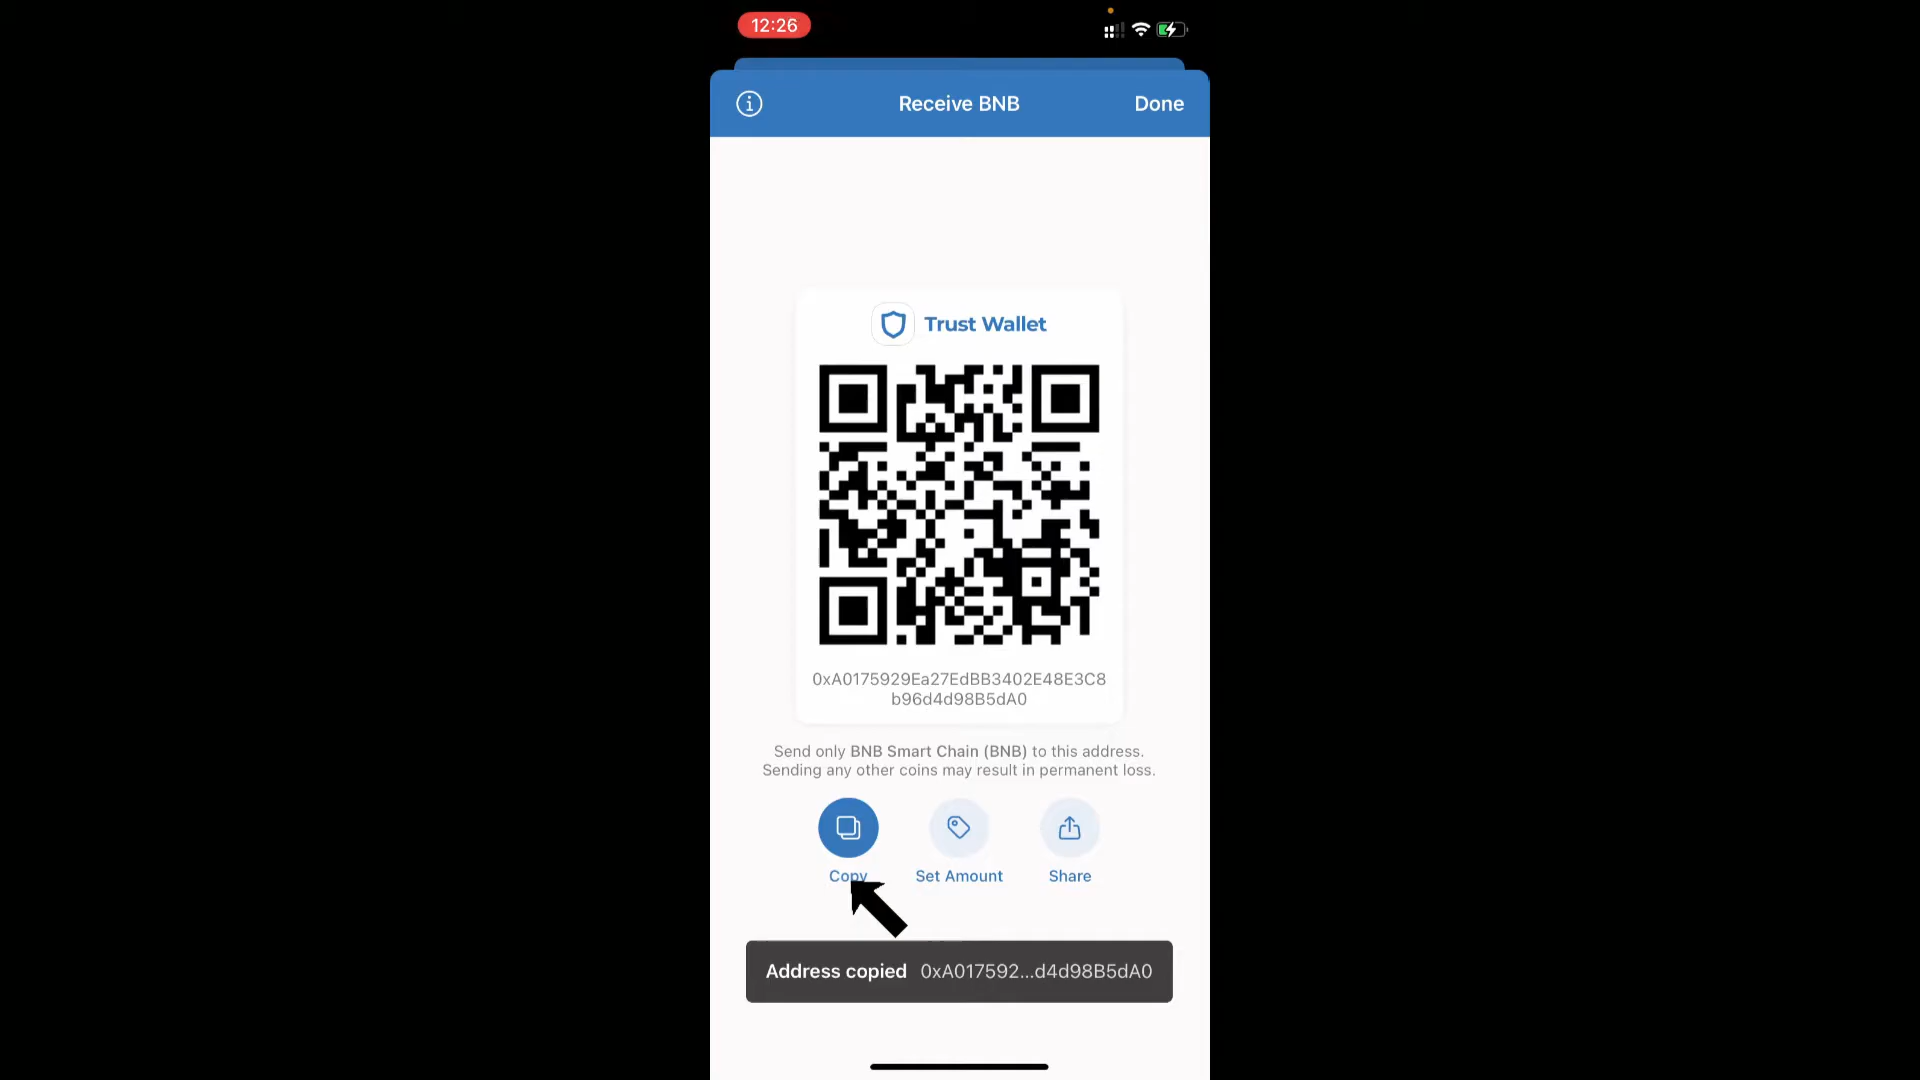 12:26
Receive BNB
Done
Trust Wallet
0xA0175929Ea27EdBB3402E48E3C8
b96d4d98B5dA0
Send only BNB Smart Chain (BNB) to this address.
Sending any other coins may result in permanent loss.
Copy
Set Amount
Share
Address copied 0xA017592...d4d98B5dA0